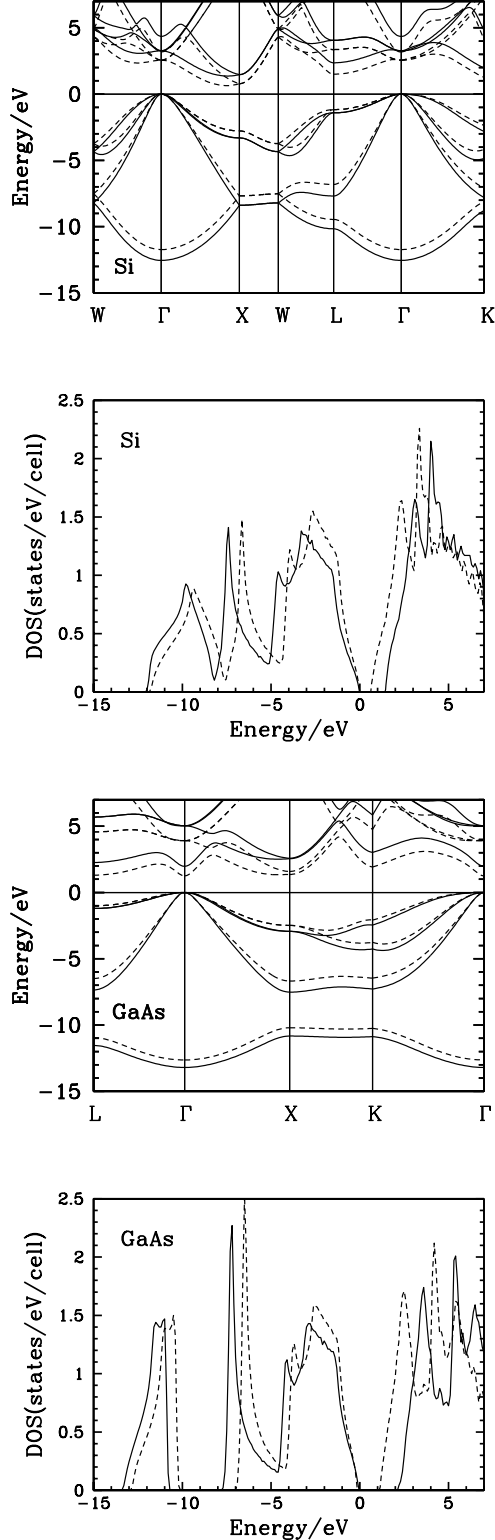 5
0
−5
−10
−15
Energy/eV
Si
W Γ X W L Γ K
2.5
2
1.5
1
0.5
0
DOS(states/eV/cell)
Si
−15 −10 −5 0 5
Energy/eV
5
0
−5
−10
−15
Energy/eV
GaAs
L Γ X K Γ
2.5
2
1.5
1
0.5
0
DOS(states/eV/cell)
GaAs
−15 −10 −5 0 5
Energy/eV